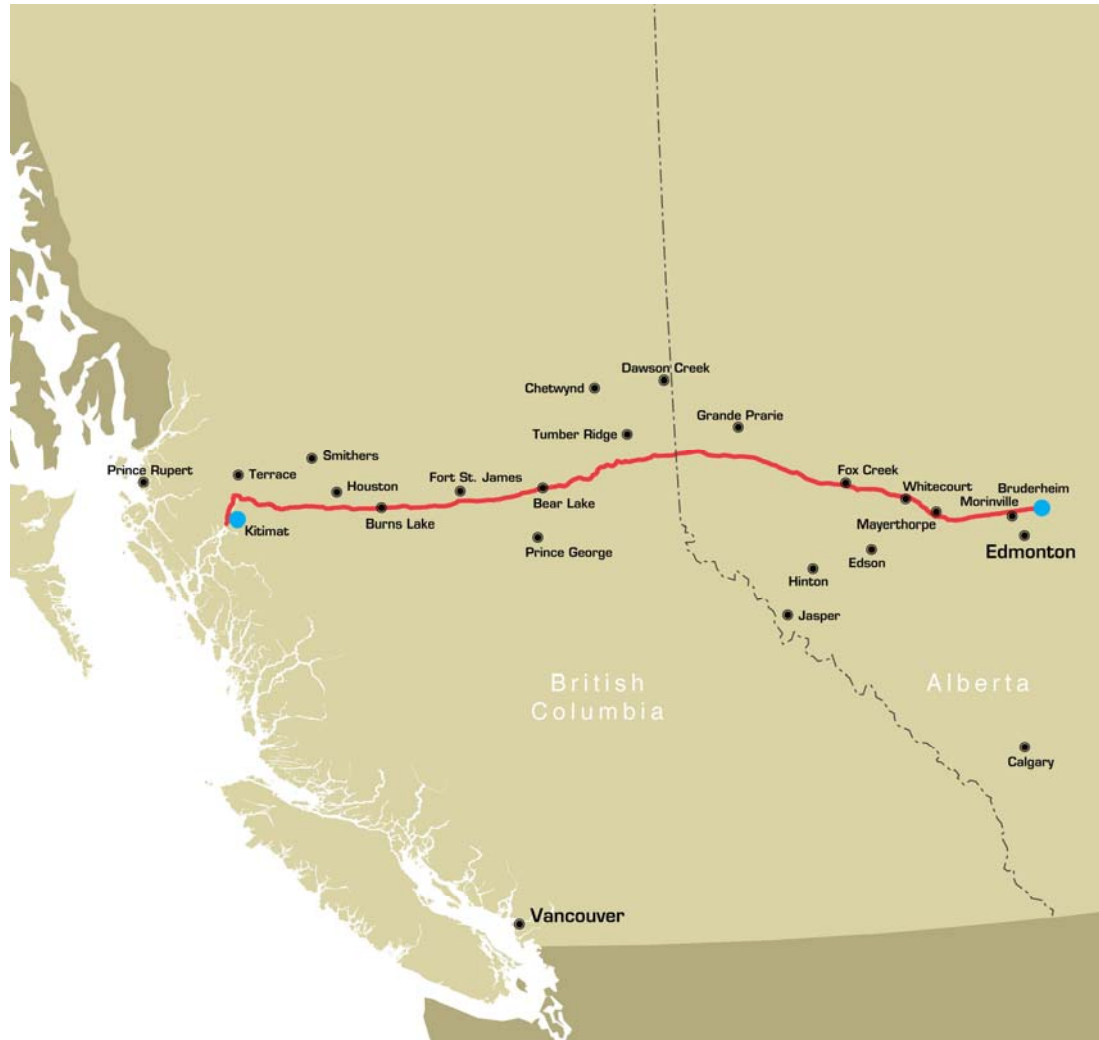 Dawson Creek
Chetwynd
Grande Prarie
Tumber Ridge
Smithers
Prince Rupert
Terrace
Fox Creek
Fort St. James
Houston
Whitecourt
Bruderheim
Bear Lake
Morinville
Burns Lake
Kitimat
Mayerthorpe
Prince George
Edmonton
Edson
Hinton
Jasper
British
Columbia
Alberta
Calgary
Vancouver